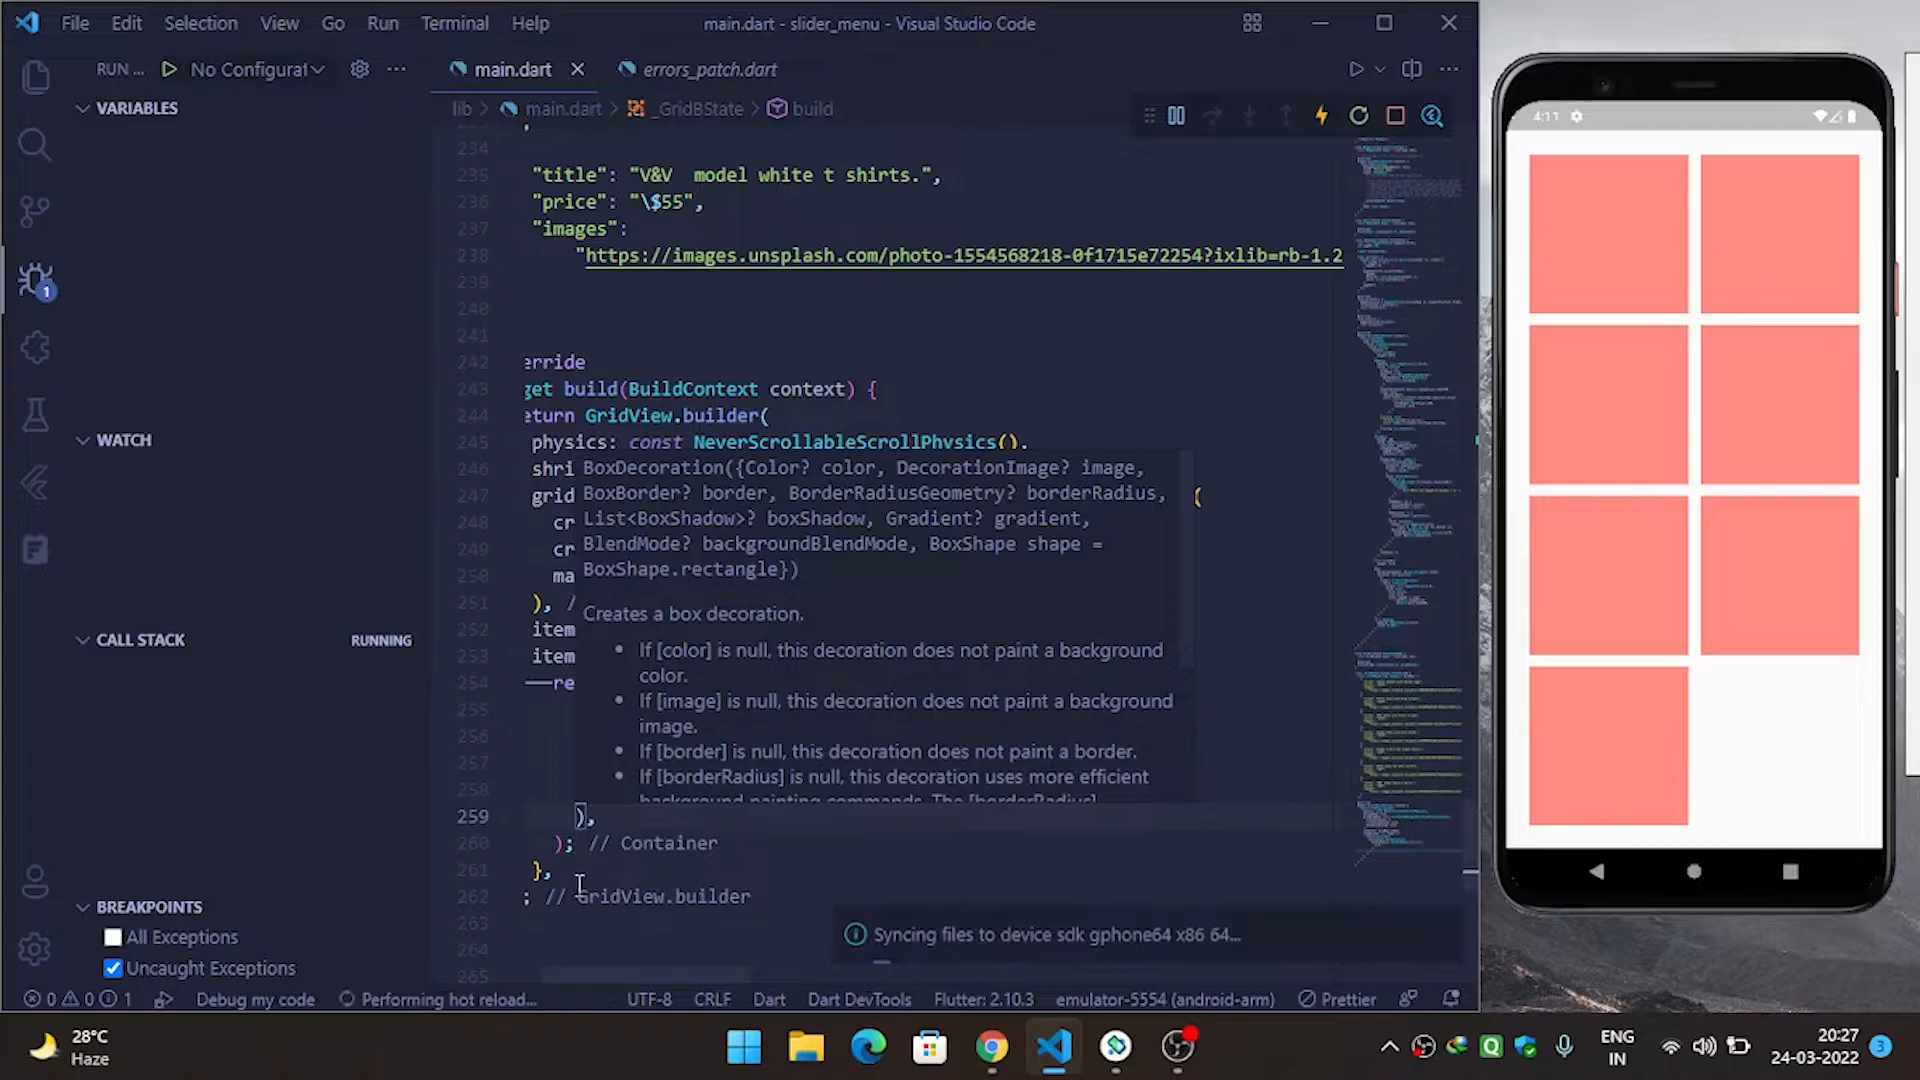 File Edit Selection View Go Run Terminal Help
main.dart - slider_menu - Visual Studio Code
RUN ... No Configurat
main.dart
errors_patch.dart
VARIABLES
lib > main.dart > _GridBState > build
234
235 "title": "V&V  model white t shirts.",
236 "price": "\$55",
237 "images":
238 "https://images.unsplash.com/photo-1554568218-0f1715e72254?ixlib=rb-1.2
239
240
241
242 erride
243 get build(BuildContext context) {
244 eturn GridView.builder(
245 physics: const NeverScrollableScrollPhysics(),
246 shri
247 grid (
248 cr
249 cr
250 ma
251 ), /
252 item
253 item
254 re
255
256
257
258
259 ),
260 ); // Container
261 },
262 ; // GridView.builder
263
264
265
BoxDecoration({Color? color, DecorationImage? image,
BoxBorder? border, BorderRadiusGeometry? borderRadius,
List<BoxShadow>? boxShadow, Gradient? gradient,
BlendMode? backgroundBlendMode, BoxShape shape =
BoxShape.rectangle})
Creates a box decoration.
• If [color] is null, this decoration does not paint a background
color.
• If [image] is null, this decoration does not paint a background
image.
• If [border] is null, this decoration does not paint a border.
• If [borderRadius] is null, this decoration uses more efficient
background painting commands. The [borderRadius]
WATCH
CALL STACK RUNNING
BREAKPOINTS
All Exceptions
Uncaught Exceptions
1
Syncing files to device sdk gphone64 x86 64...
0 0 1 Debug my code Performing hot reload... UTF-8 CRLF Dart Dart DevTools Flutter: 2.10.3 emulator-5554 (android-arm) Prettier
4:11
28°C
Haze
ENG
IN
20:27
24-03-2022
3